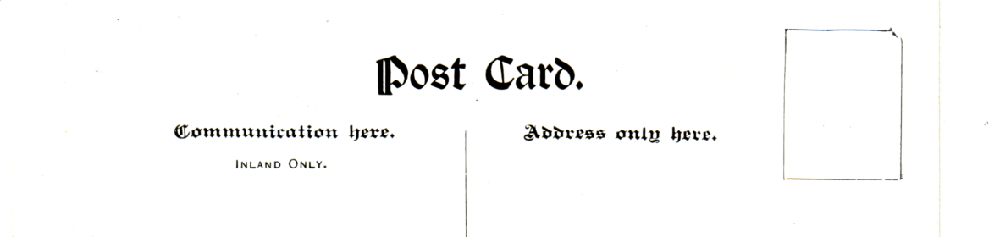 Post Card.
Communication here.
Address only here.
INLAND ONLY.